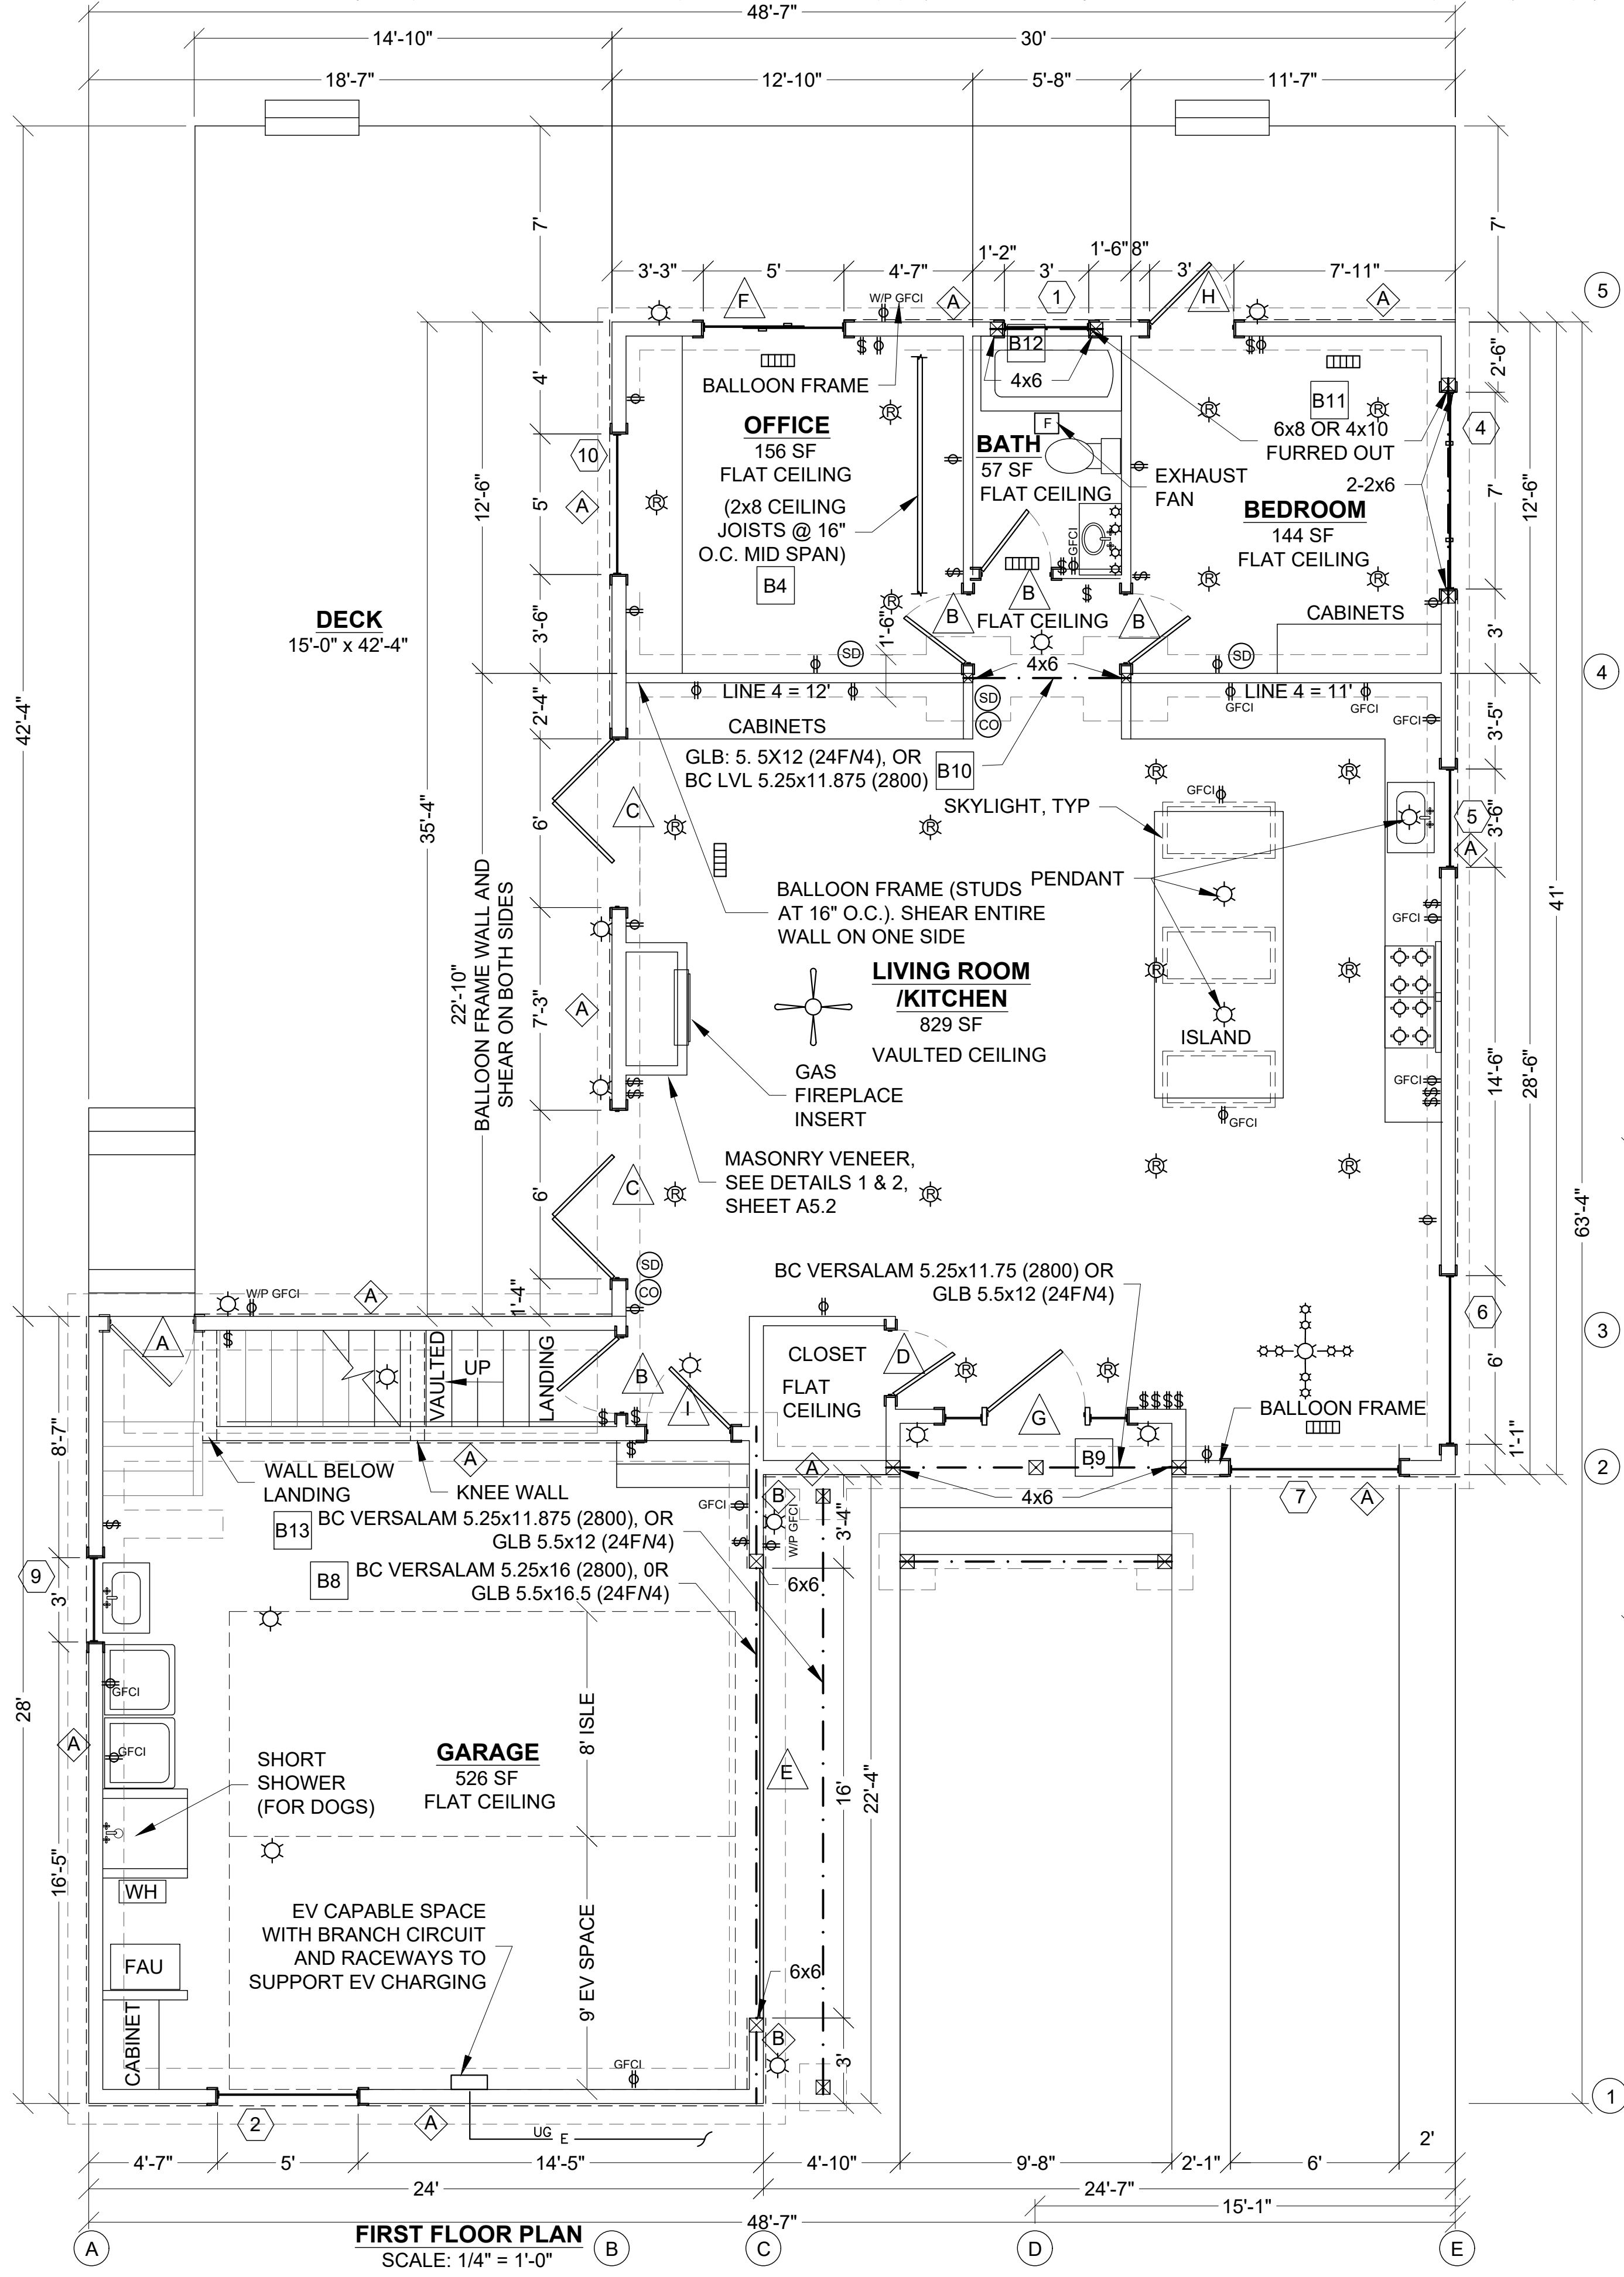 48'-7"
14'-10"
30'
18'-7"
12'-10"
5'-8"
11'-7"
7'
7'
1'-2"
1'-6"
8"
3'-3"
5'
4'-7"
3'
3'
7'-11"
F
W/P GFCI
A
1
H
A
5
B12
4x6
BALLOON FRAME
4'
2'-6"
R
R
B11
R
4
OFFICE
156 SF
FLAT CEILING
F
BATH
57 SF
FLAT CEILING
6x8 OR 4x10
FURRED OUT
2-2x6
EXHAUST
FAN
10
12'-6"
5'
A
R
(2x8 CEILING
JOISTS @ 16"
O.C. MID SPAN)
B4
7'
12'-6"
BEDROOM
144 SF
FLAT CEILING
GFCI
$
$
$
$
$
$
$
R
R
R
DECK
15'-0" x 42'-4"
3'-6"
1'-6"
B
B
B
FLAT CEILING
CABINETS
3'
SD
SD
4x6
4
LINE 4 = 12'
LINE 4 = 11'
GFCI
GFCI
GFCI
SD
CO
CABINETS
2'-4"
3'-5"
42'-4"
35'-4"
GLB: 5. 5X12 (24FN4), OR
BC LVL 5.25x11.875 (2800)
B10
R
R
GFCI
SKYLIGHT, TYP
C
R
R
6'
5
3'-6"
A
BALLOON FRAME (STUDS
AT 16" O.C.). SHEAR ENTIRE
WALL ON ONE SIDE
PENDANT
41'
GFCI
$
22'-10"
BALLOON FRAME WALL AND
SHEAR ON BOTH SIDES
LIVING ROOM
/KITCHEN
829 SF
VAULTED CEILING
R
R
A
7'-3"
ISLAND
14'-6"
28'-6"
GAS
FIREPLACE
INSERT
$
$
GFCI
$
$
GFCI
63'-4"
MASONRY VENEER,
SEE DETAILS 1 & 2,
SHEET A5.2
R
R
R
R
C
6'
SD
CO
BC VERSALAM 5.25x11.75 (2800) OR
GLB 5.5x12 (24FN4)
W/P GFCI
A
1'-4"
6
3
A
$
VAULTED
UP
LANDING
B
I
CLOSET
FLAT
CEILING
D
R
R
G
6'
$$$$
BALLOON FRAME
8'-7"
$
$
$
1'-1"
A
WALL BELOW
LANDING
KNEE WALL
A
B9
4x6
7
A
2
B13
BC VERSALAM 5.25x11.875 (2800), OR
GLB 5.5x12 (24FN4)
GFCI
$
B
W/P GFCI
3'-4"
$
B8
BC VERSALAM 5.25x16 (2800), 0R
GLB 5.5x16.5 (24FN4)
6x6
9
3'
GFCI
GFCI
28'
A
SHORT
SHOWER
(FOR DOGS)
GARAGE
526 SF
FLAT CEILING
8' ISLE
E
16'
22'-4"
16'-5"
WH
FAU
CABINET
EV CAPABLE SPACE
WITH BRANCH CIRCUIT
AND RACEWAYS TO
SUPPORT EV CHARGING
9' EV SPACE
6x6
B
3'
GFCI
2
A
UG E
1
4'-7"
5'
14'-5"
4'-10"
9'-8"
2'-1"
6'
2'
24'
24'-7"
15'-1"
48'-7"
A
B
C
D
E
FIRST FLOOR PLAN
SCALE: 1/4" = 1'-0"